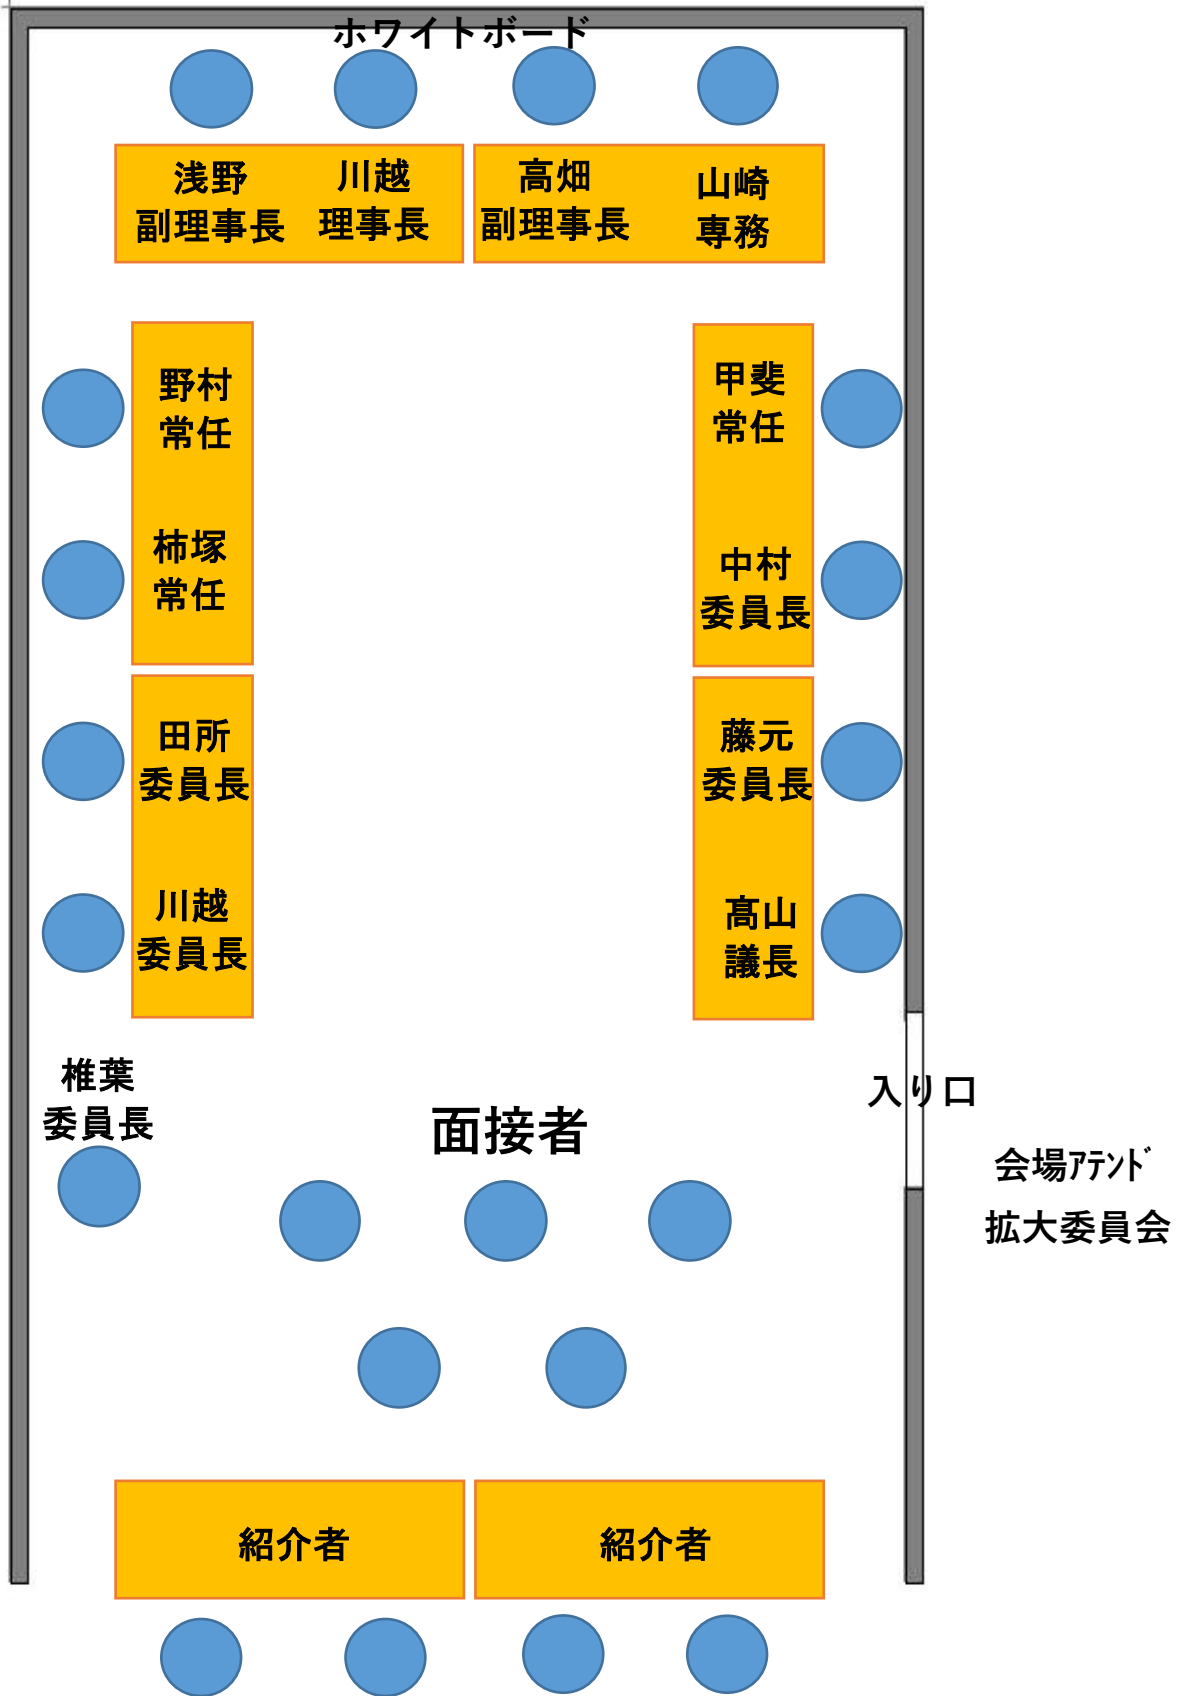 ホワイトボード
浅野
副理事長
川越
理事長
高畑
副理事長
山崎
専務
野村
常任
甲斐
常任
柿塚
常任
中村
委員長
田所
委員長
藤元
委員長
川越
委員長
髙山
議長
椎葉
委員長
面接者
入り口
会場ｱﾃﾝﾄﾞ
拡大委員会
紹介者
紹介者